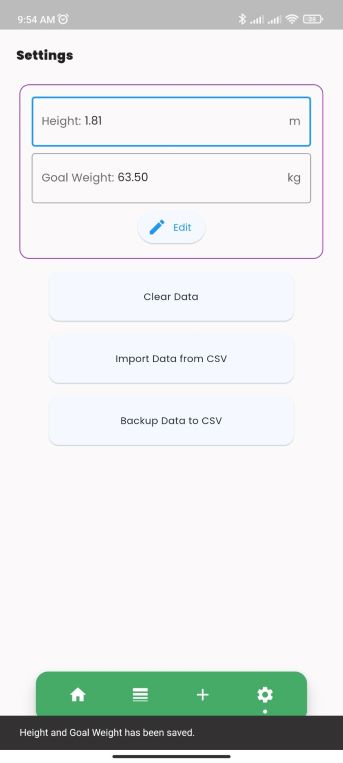 9:54 AM
Settings
Height: 1.81 m
Goal Weight: 63.50 kg
Edit
Clear Data
Import Data from CSV
Backup Data to CSV
Height and Goal Weight has been saved.